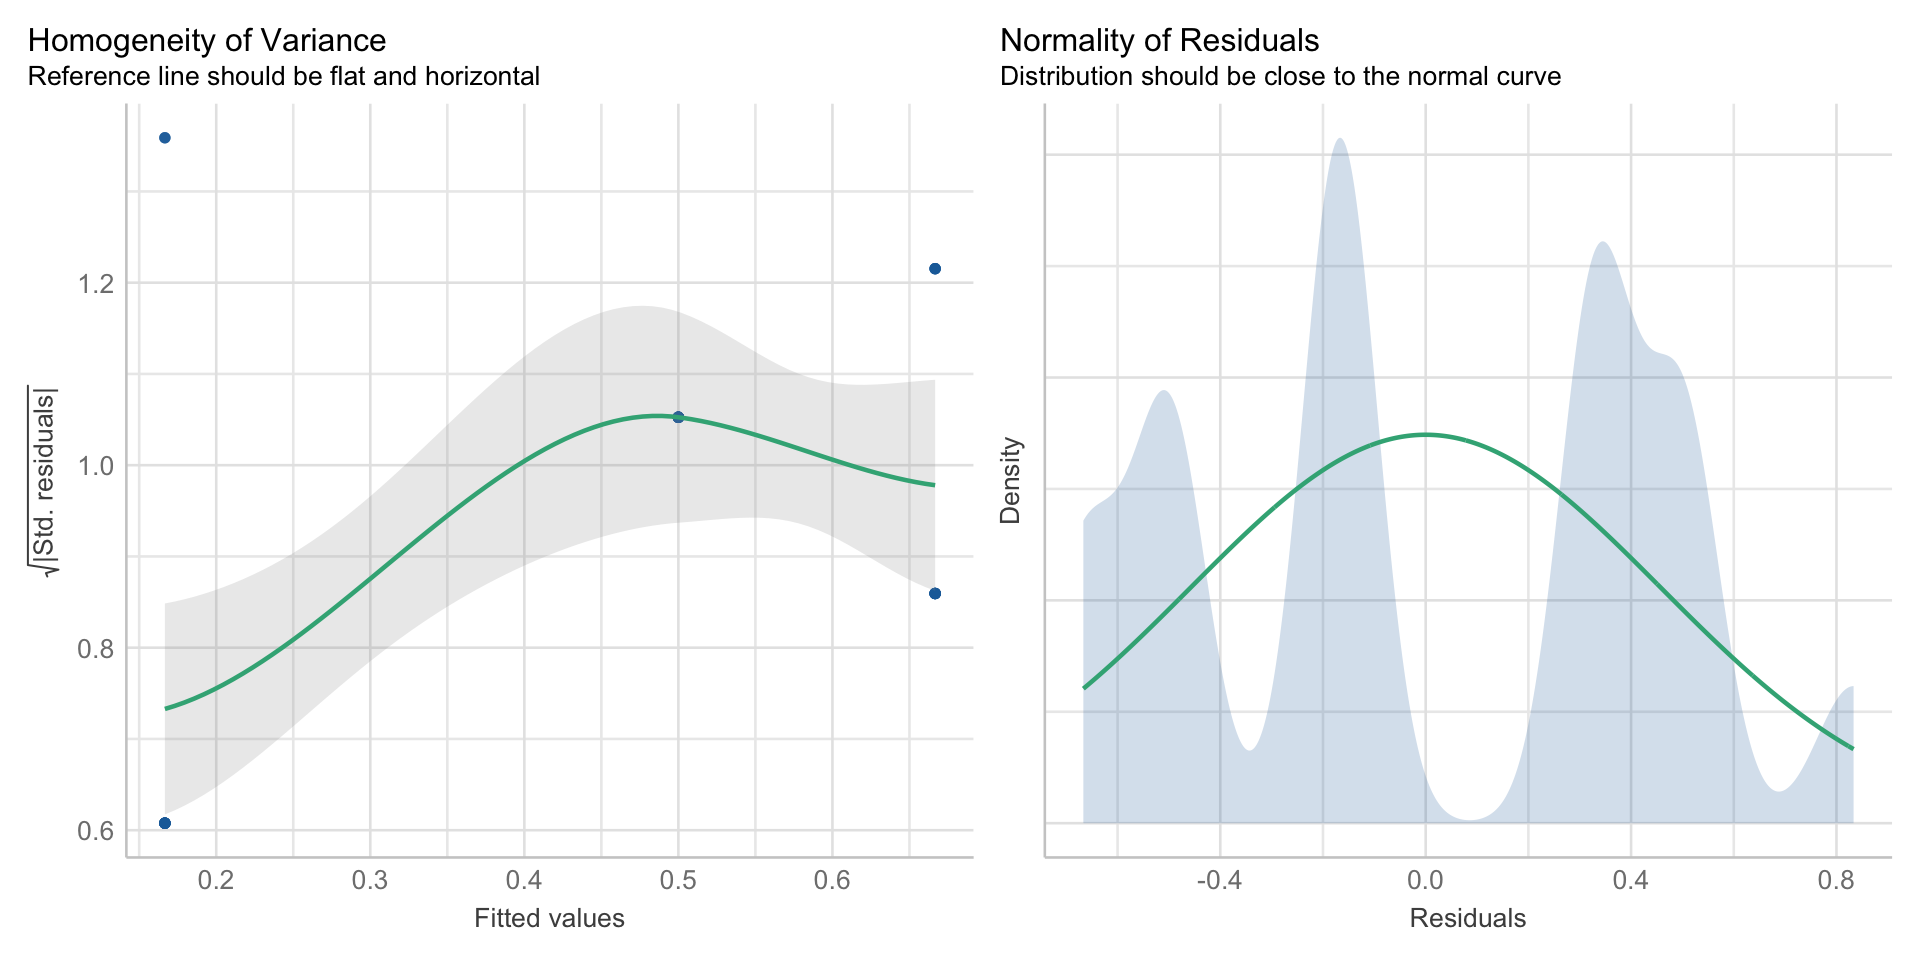 Homogeneity of Variance
Reference line should be flat and horizontal
√|Std. residuals|
1.2
1.0
0.8
0.6
0.2 0.3 0.4 0.5 0.6
Fitted values
Normality of Residuals
Distribution should be close to the normal curve
Density
-0.4 0.0 0.4 0.8
Residuals